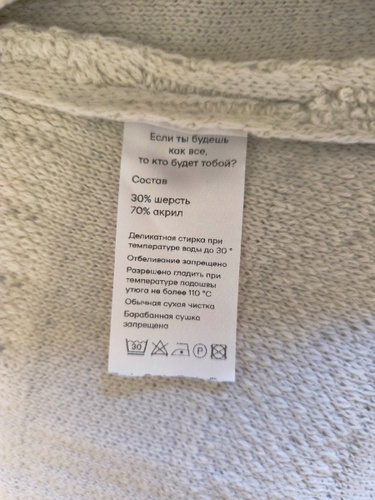 Если ты будешь
как все,
то кто будет тобой?
Состав
30% шерсть
70% акрил
Деликатная стирка при
температуре воды до 30 °
Отбеливание запрещено
Разрешено гладить при
температуре подошвы
утюга не более 110 °C
Обычная сухая чистка
Барабанная сушка
запрещена
30 P